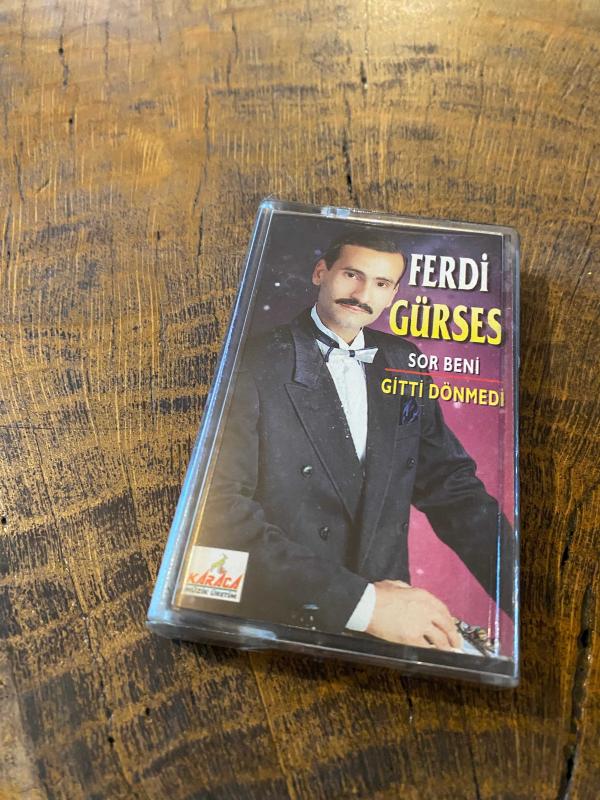 FERDİ
GÜRSES
SOR BENİ
GİTTİ DÖNMEDİ
KARACA
MÜZİK ÜRETİM